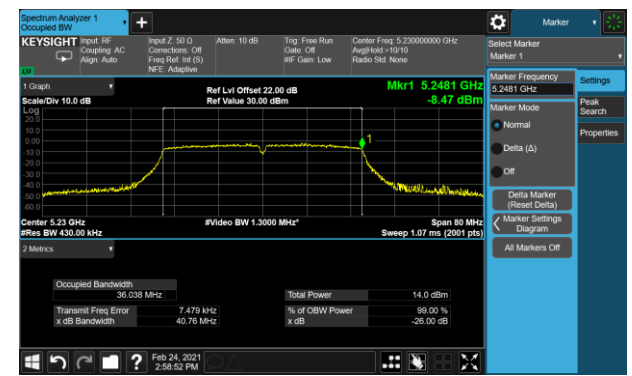 Spectrum Analyzer 1
Occupied BW
Marker
KEYSIGHT
Input: RF
Coupling: AC
Align: Auto
Input Z: 50 Ω
Corrections: Off
Freq Ref: Int (S)
NFE: Adaptive
Atten: 10 dB
Trig: Free Run
Gate: Off
#IF Gain: Low
Center Freq: 5.230000000 GHz
Avg|Hold:>10/10
Radio Std: None
Select Marker
Marker 1
1 Graph
Scale/Div 10.0 dB
Ref Lvl Offset 22.00 dB
Ref Value 30.00 dBm
Mkr1 5.2481 GHz
-8.47 dBm
Log
20.0
10.0
0.00
-10.0
-20.0
-30.0
-40.0
-50.0
-60.0
1
Center 5.23 GHz
#Res BW 430.00 kHz
#Video BW 1.3000 MHz*
Span 80 MHz
Sweep 1.07 ms (2001 pts)
2 Metrics
Occupied Bandwidth
36.038 MHz
Transmit Freq Error 7.479 kHz
x dB Bandwidth 40.76 MHz
Total Power 14.0 dBm
% of OBW Power 99.00 %
x dB -26.00 dB
Marker Frequency
5.2481 GHz
Marker Mode
Normal
Delta (Δ)
Off
Delta Marker
(Reset Delta)
Marker Settings
Diagram
All Markers Off
Settings
Peak
Search
Properties
Feb 24, 2021
2:58:52 PM